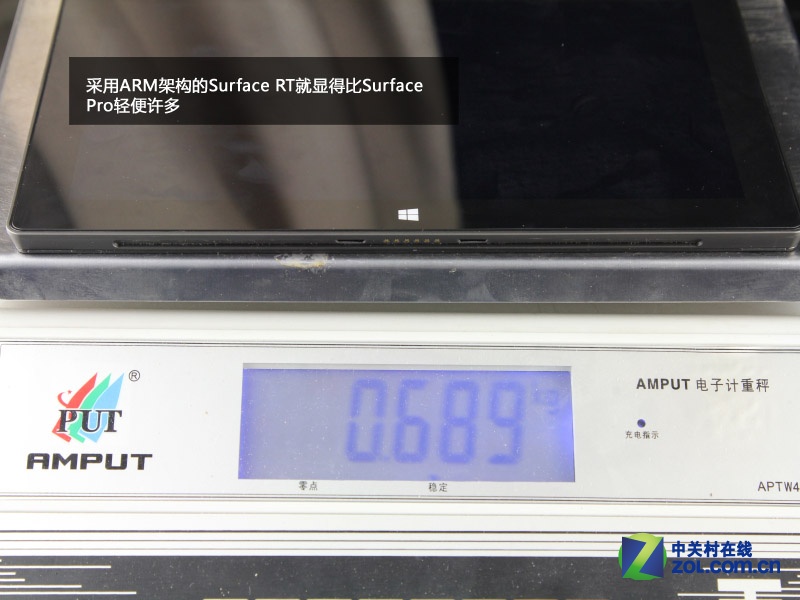 采用ARM架构的Surface RT就显得比Surface
Pro轻便许多
PUT
®
AMPUT
0.689
kg
AMPUT 电子计重秤
充电指示
零点
稳定
APTW4
中关村在线
ZOL.com.cn